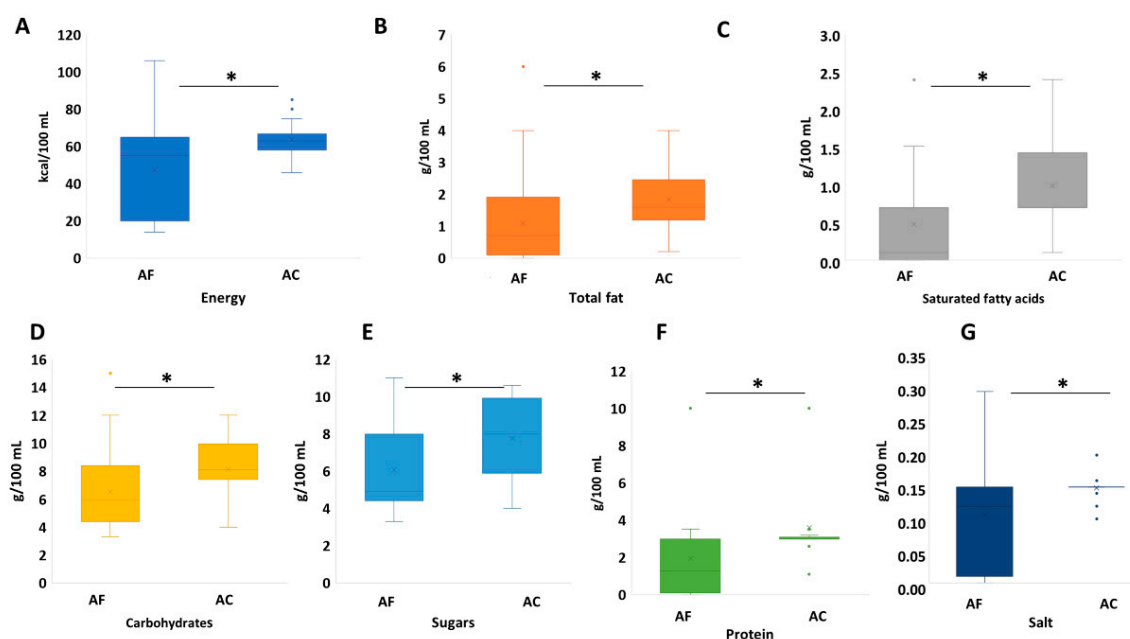 A
kcal/100 mL
120
100
80
60
40
20
0
*
AF
AC
Energy
B
g/100 mL
7
6
5
4
3
2
1
0
*
AF
AC
Total fat
C
g/100 mL
3.0
2.5
2.0
1.5
1.0
0.5
0.0
*
AF
AC
Saturated fatty acids
D
g/100 mL
16
14
12
10
8
6
4
2
0
*
AF
AC
Carbohydrates
E
g/100 mL
12
10
8
6
4
2
0
*
AF
AC
Sugars
F
g/100 mL
12
10
8
6
4
2
0
*
AF
AC
Protein
G
g/100 mL
0.35
0.30
0.25
0.20
0.15
0.10
0.05
0.00
*
AF
AC
Salt